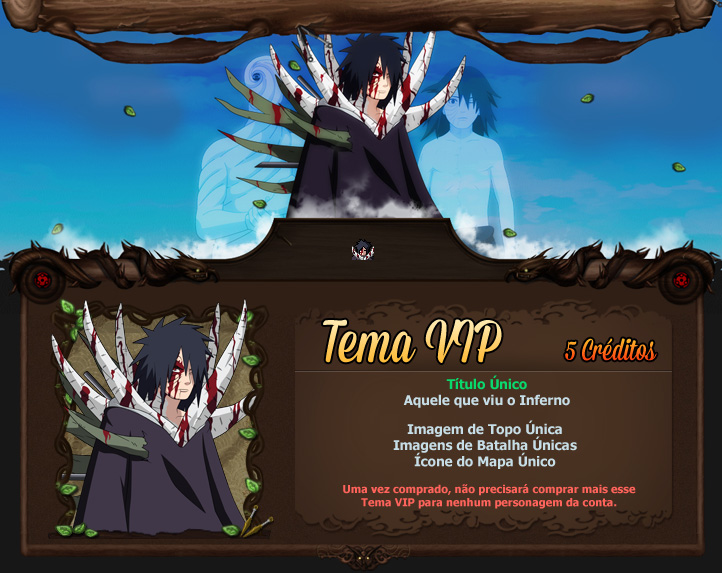 Tema VIP
5 Créditos
Título Único
Aquele que viu o Inferno
Imagem de Topo Única
Imagens de Batalha Únicas
Ícone do Mapa Único
Uma vez comprado, não precisará comprar mais esse
Tema VIP para nenhum personagem da conta.